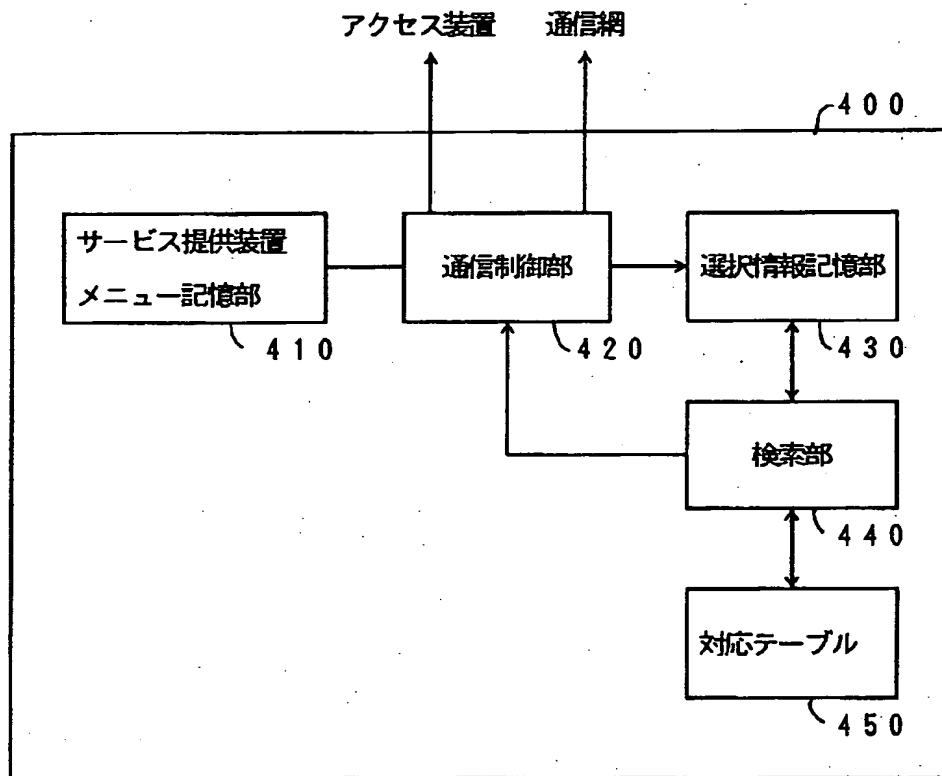 アクセス装置 通信網
400
サービス提供装置
メニュー記憶部
410
通信制御部
420
選択情報記憶部
430
検索部
440
対応テーブル
450